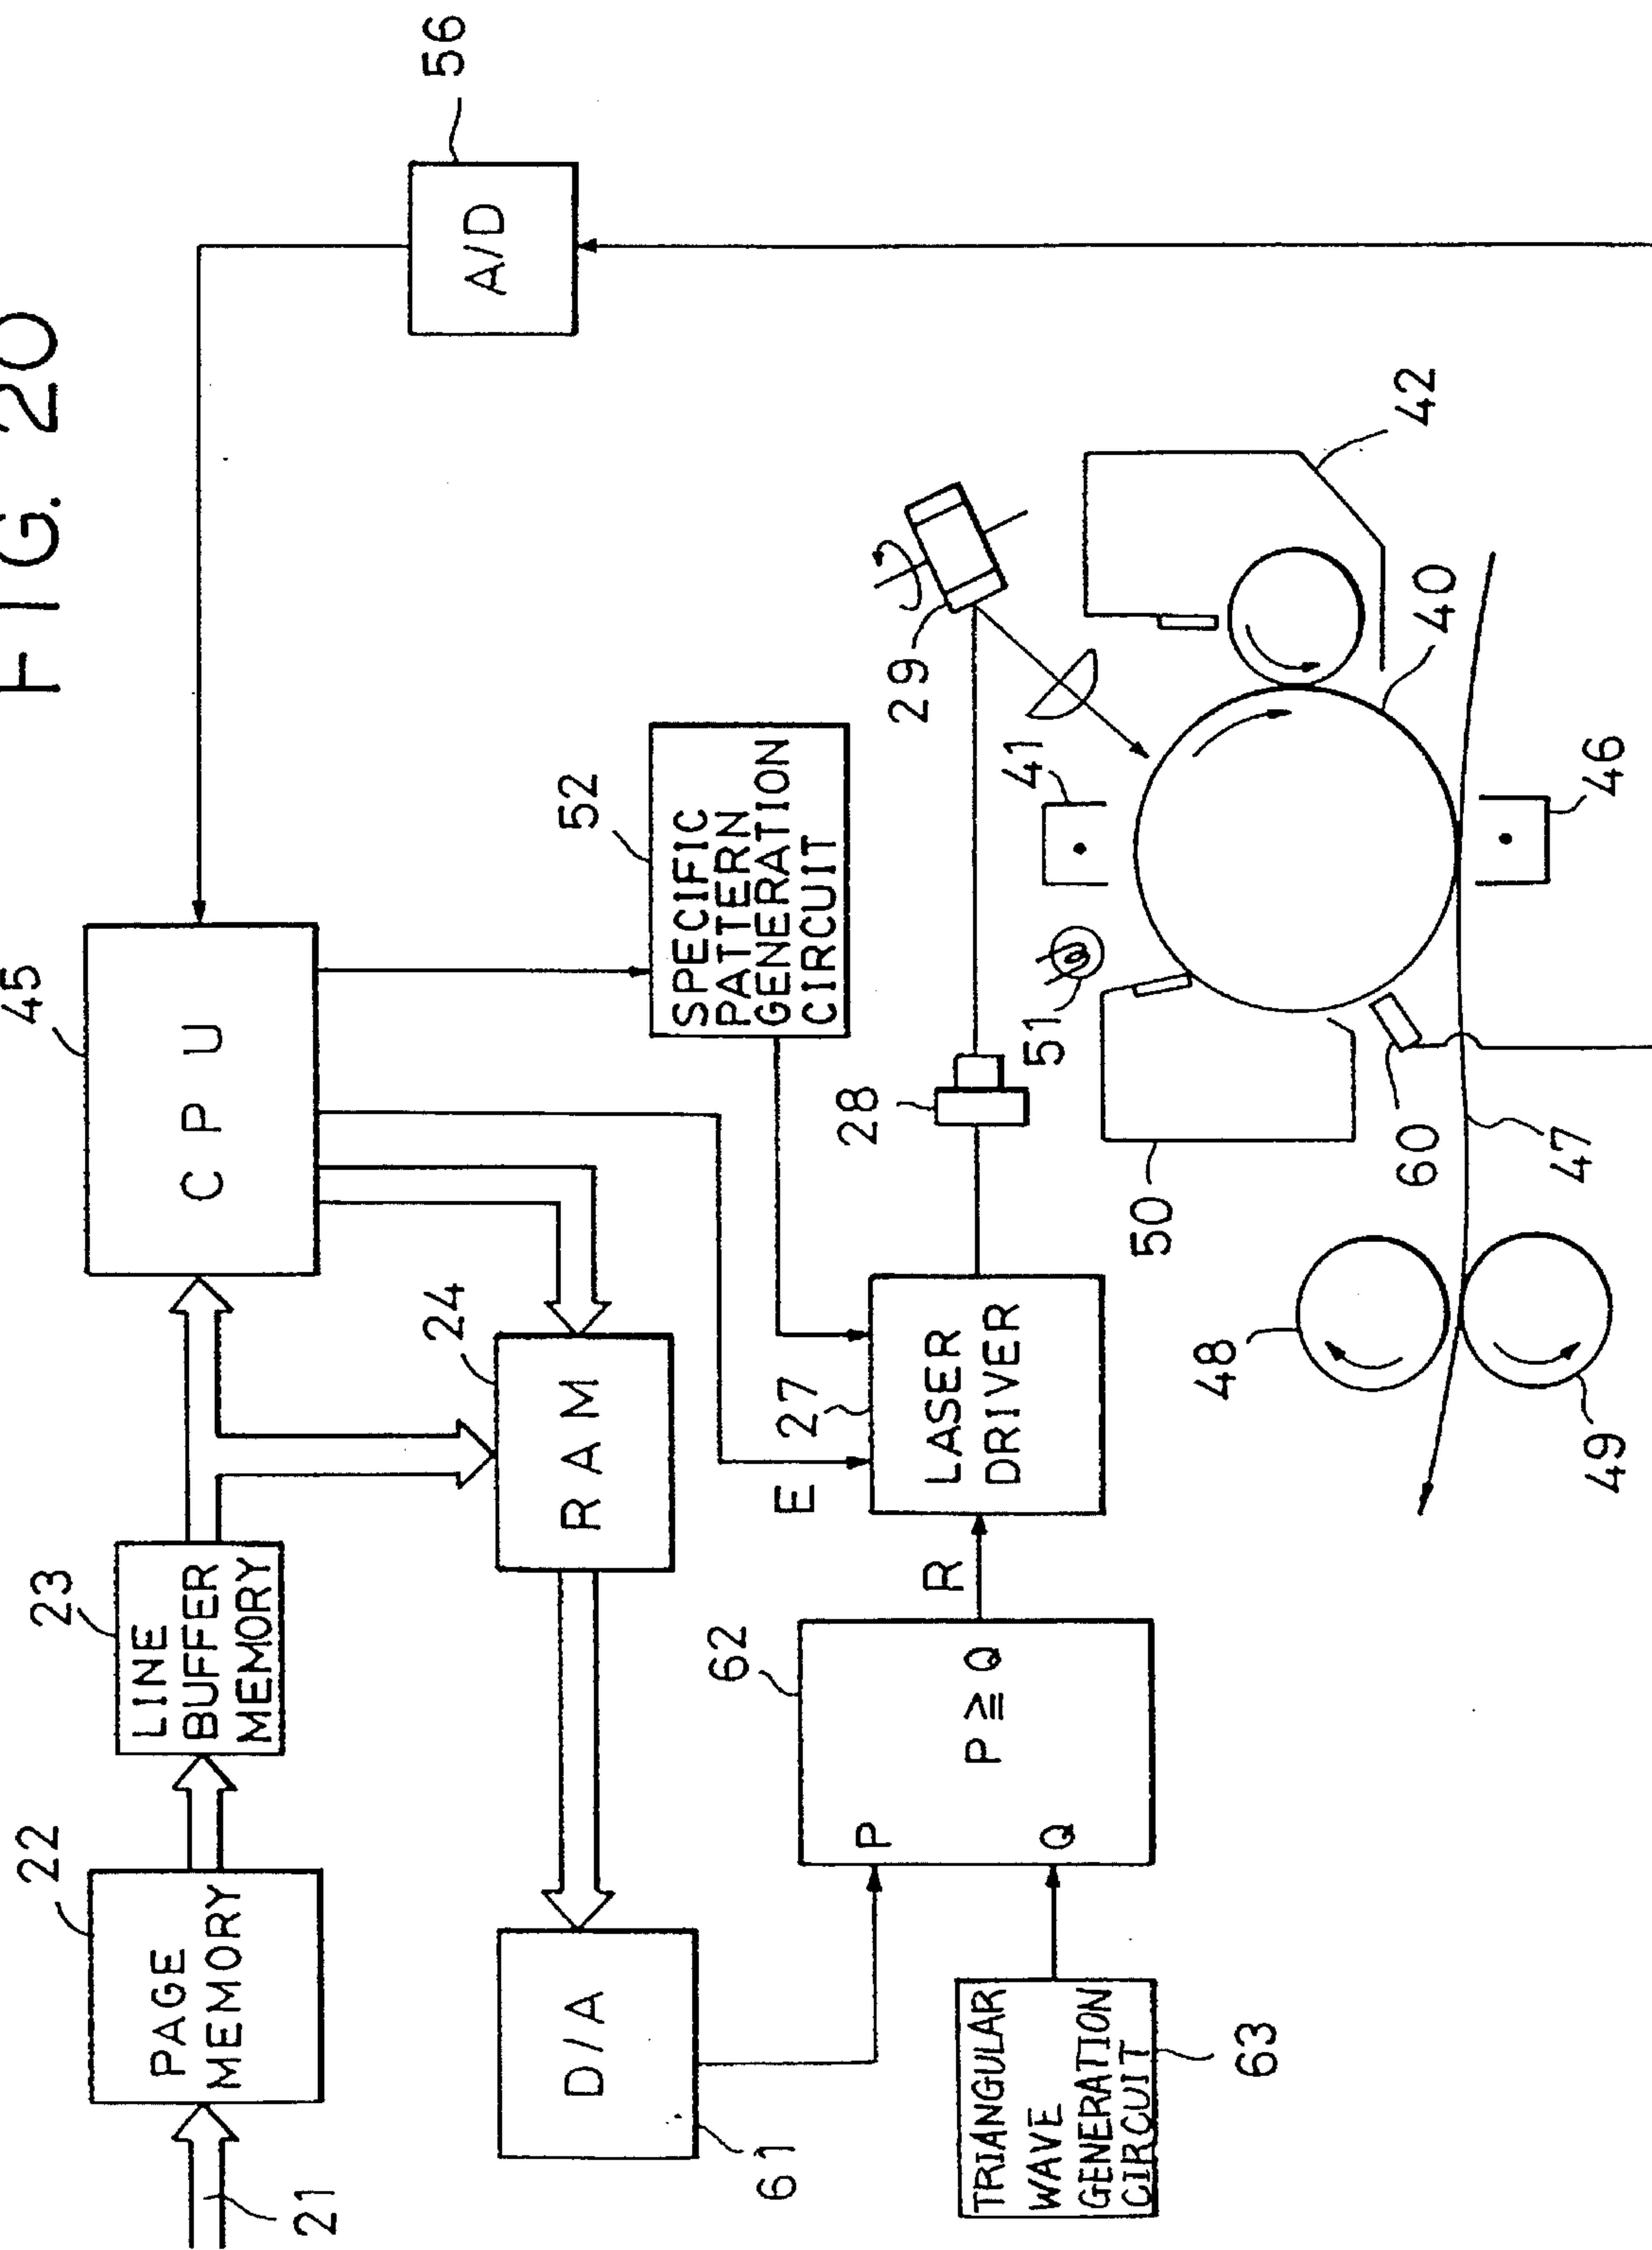 FIG. 20
45
56
22
23
PAGE
MEMORY
LINE
BUFFER
MEMORY
C P U
A/D
21
24
R A M
D/A
61
52
SPECIFIC
PATTERN
GENERATION
CIRCUIT
62
P
Q
P ≧ Q
R
E
27
LASER
DRIVER
28
29
TRIANGULAR
WAVE
GENERATION
CIRCUIT
63
41
51
50
42
40
48
49
60
47
46